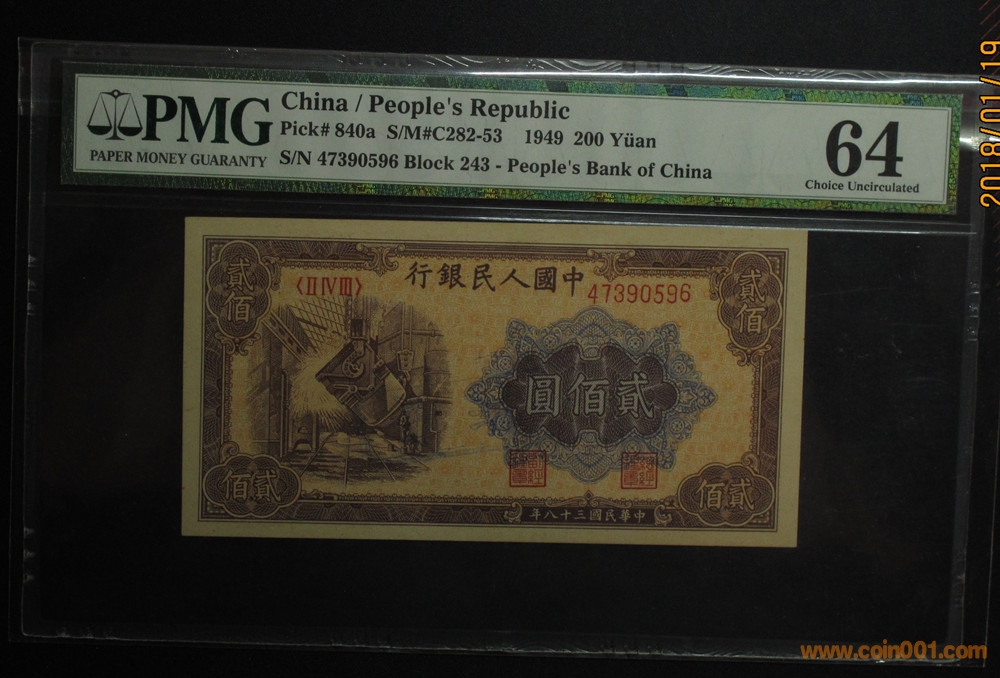 PMG
PAPER MONEY GUARANTY
China / People's Republic
Pick# 840a S/M#C282-53 1949 200 Yüan
S/N 47390596 Block 243 - People's Bank of China
64
Choice Uncirculated
2018/01/19
行銀民人國中
〈II IV III〉
47390596
貳佰
貳佰
圓佰貳
佰貳
佰貳
年八十三國民華中
www.coin001.com